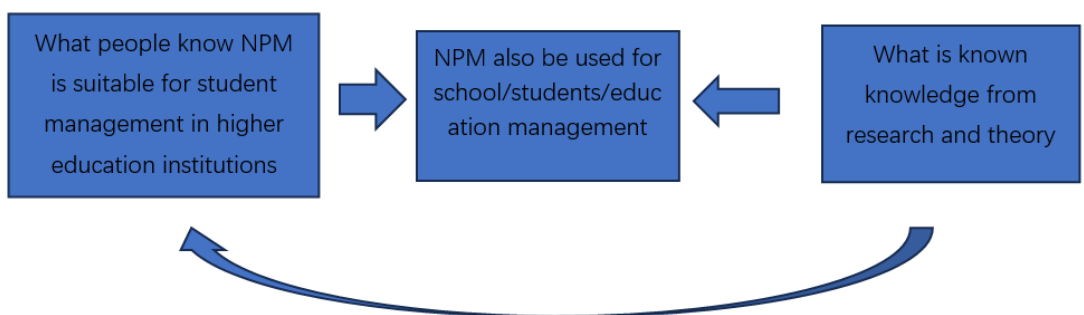 What people know NPM
is suitable for student
management in higher
education institutions
NPM also be used for
school/students/educ
ation management
What is known
knowledge from
research and theory